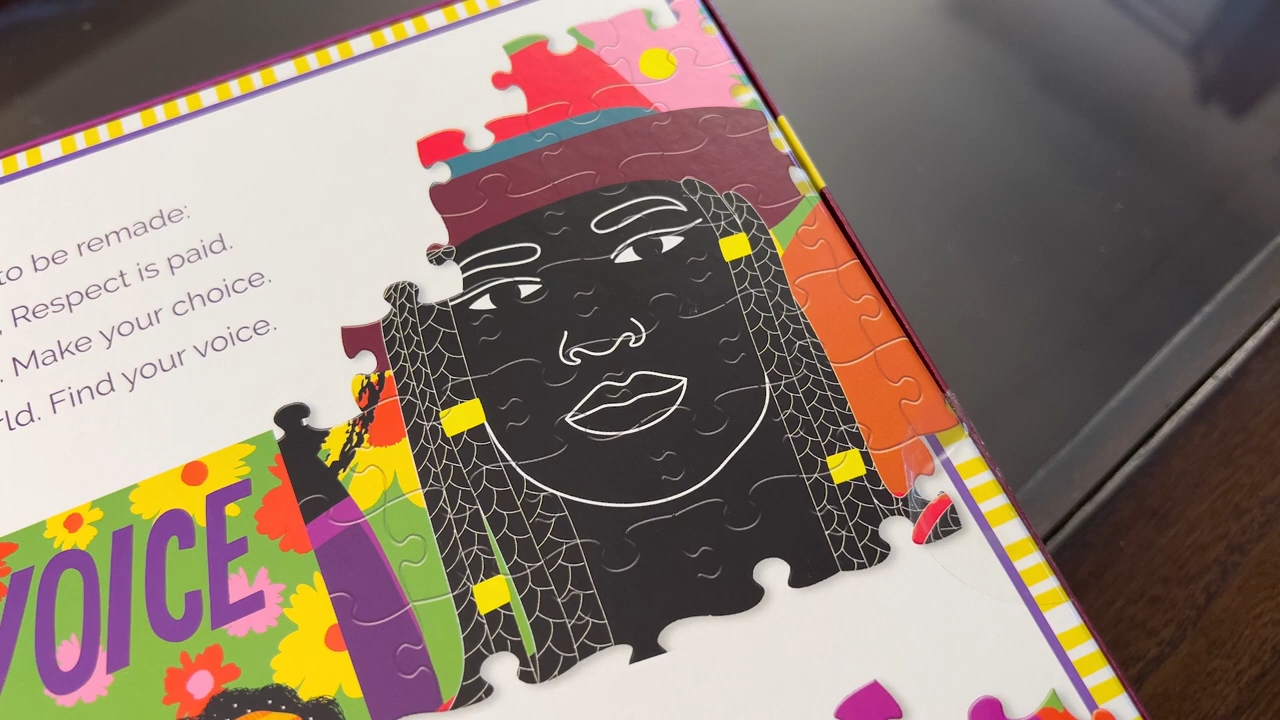 to be remade:
, Respect is paid.
. Make your choice.
rld. Find your voice.
VOICE